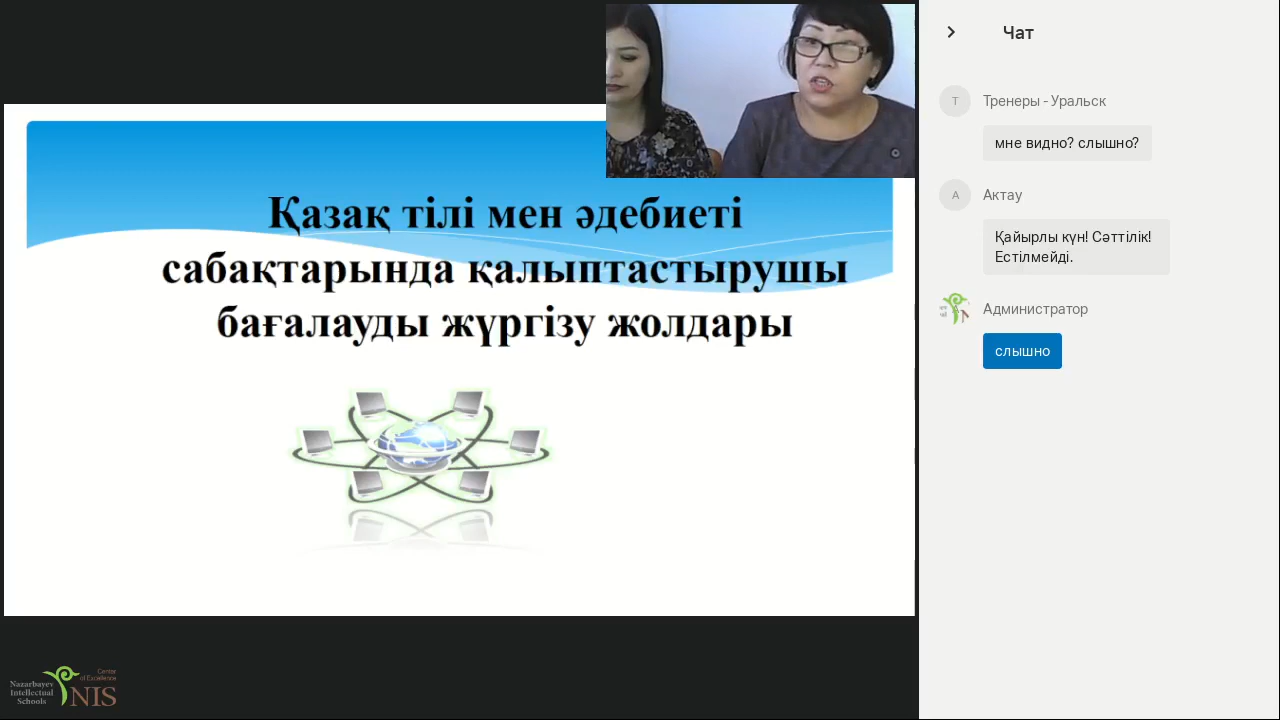 Қазақ тілі мен әдебиеті
сабақтарында қалыптастырушы
бағалауды жүргізу жолдары
Nazarbayev
Intellectual
Schools
Center
of Excellence
NIS
Чат
Т
Тренеры - Уральск
мне видно? слышно?
А
Актау
Қайырлы күн! Сәттілік!
Естілмейді.
Администратор
слышно